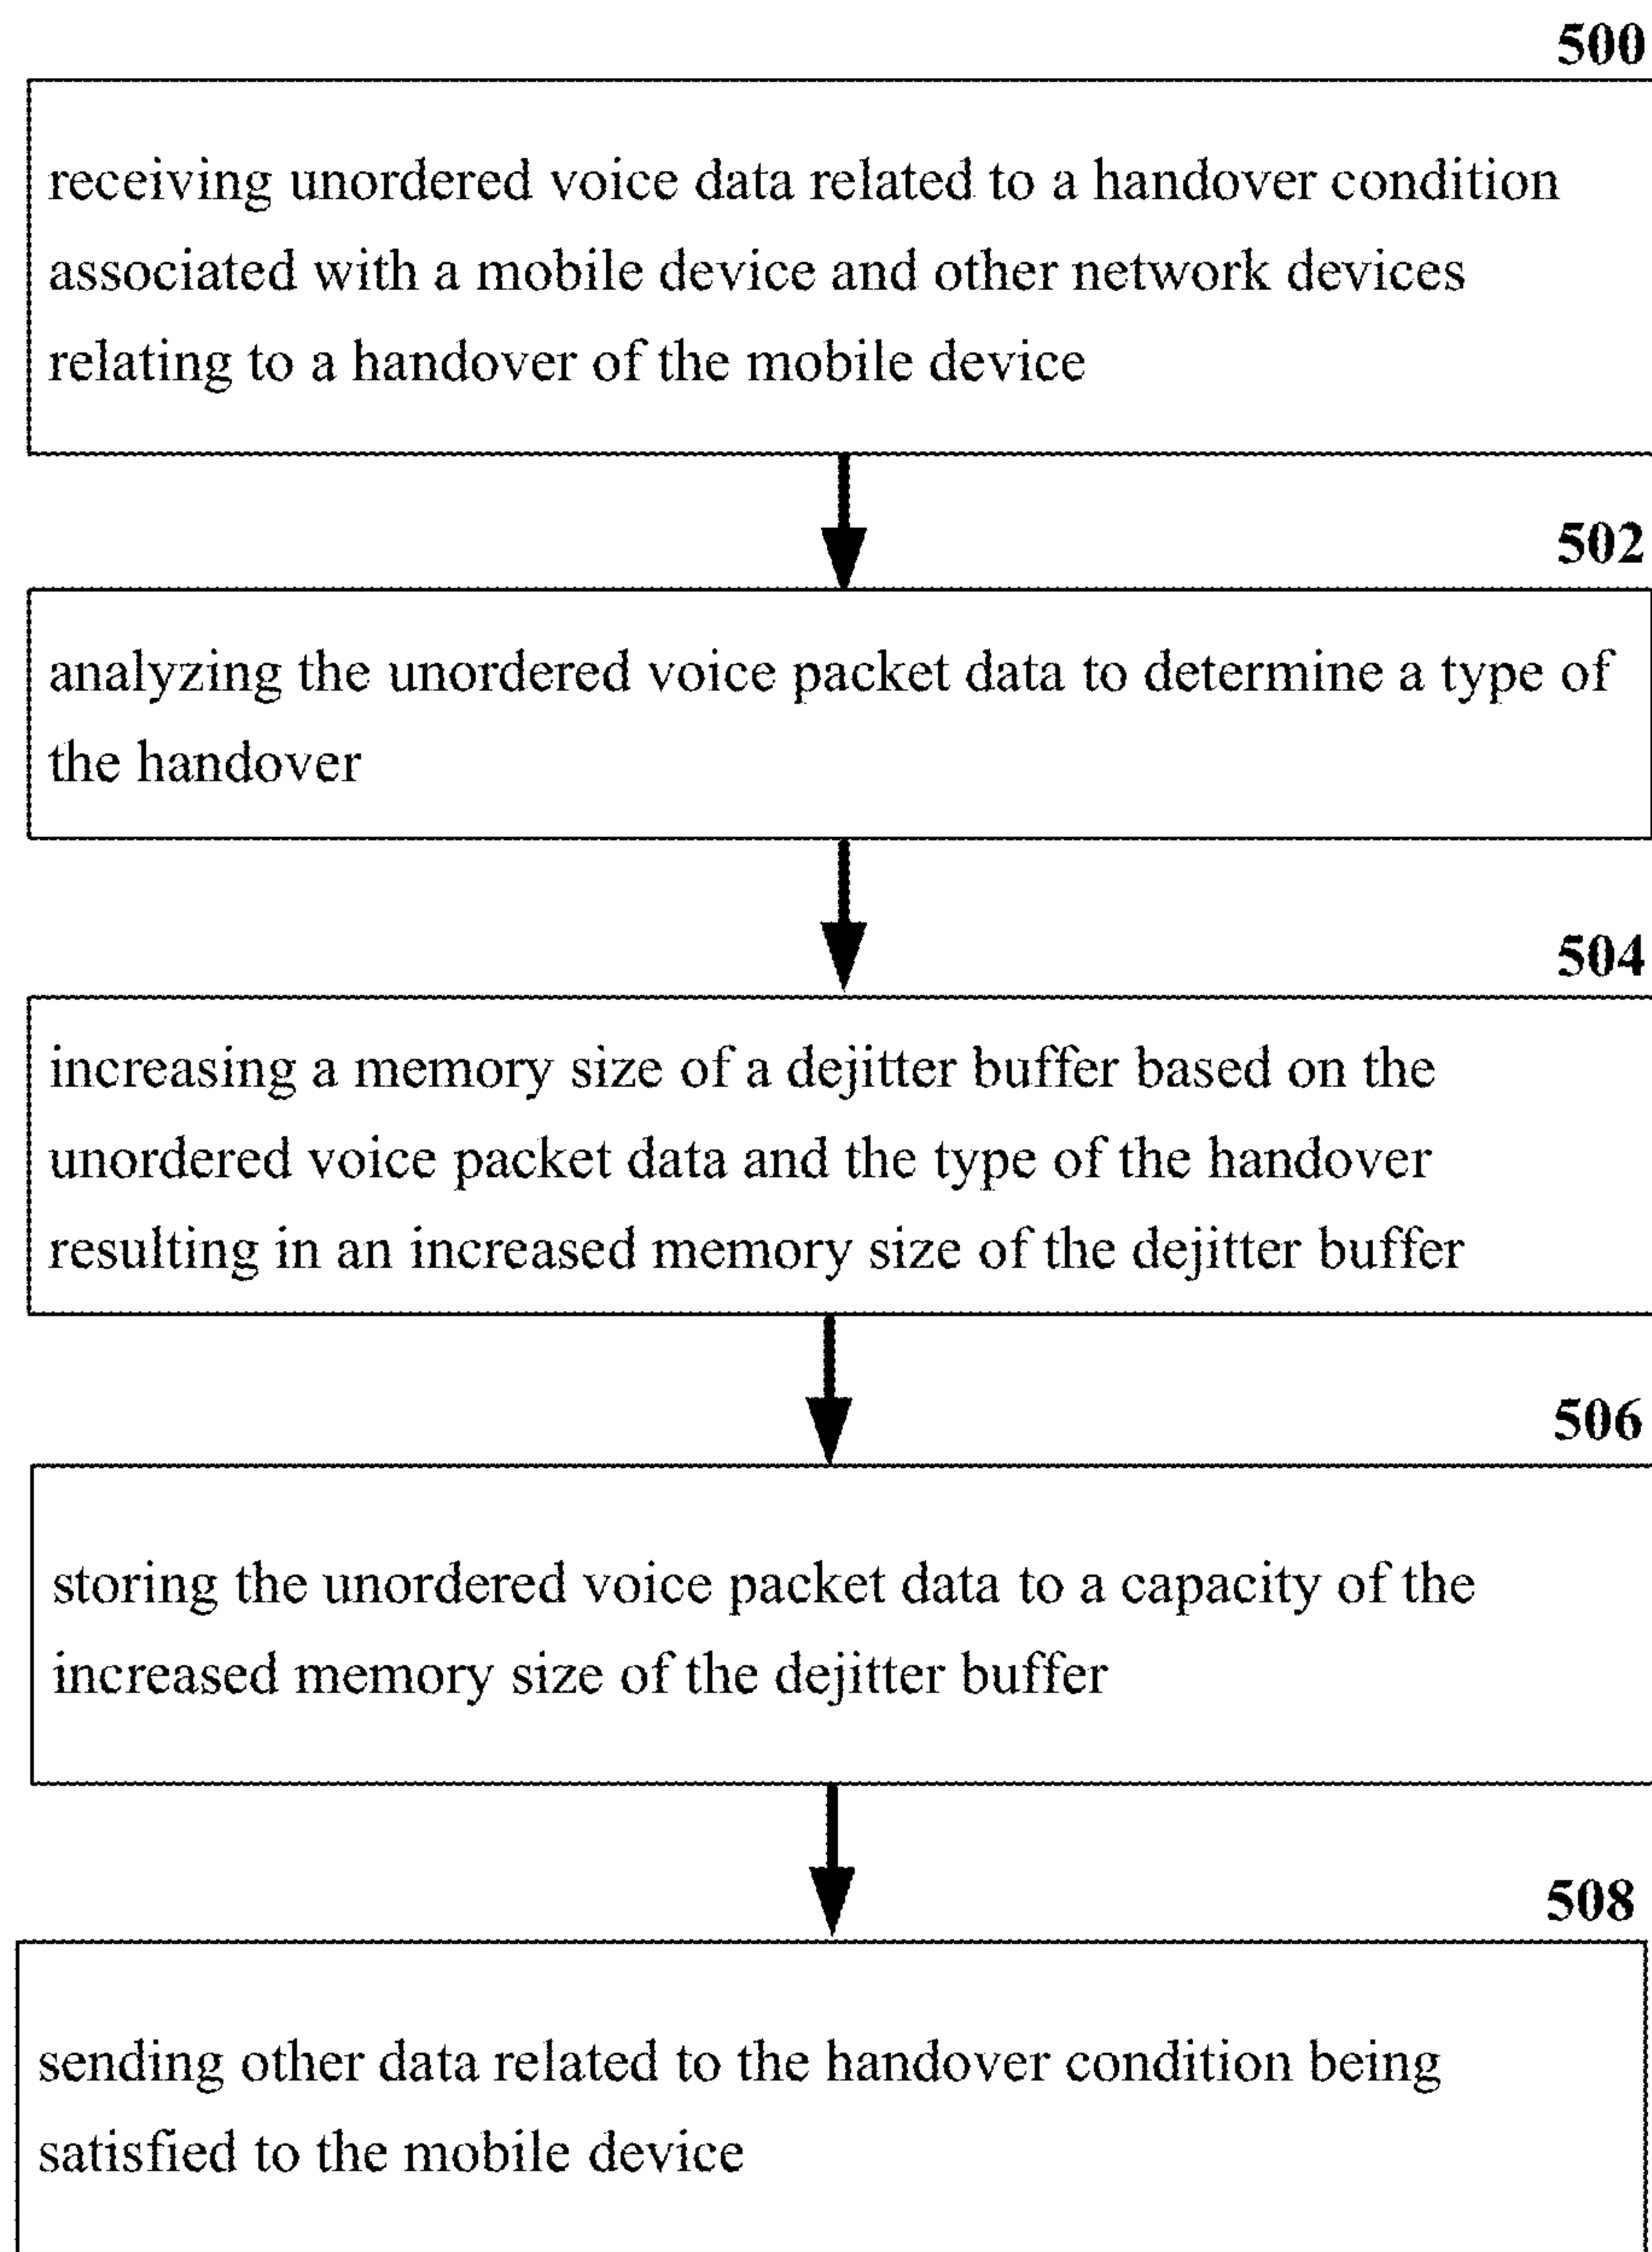 500
receiving unordered voice data related to a handover condition
associated with a mobile device and other network devices
relating to a handover of the mobile device
502
analyzing the unordered voice packet data to determine a type of
the handover
504
increasing a memory size of a dejitter buffer based on the
unordered voice packet data and the type of the handover
resulting in an increased memory size of the dejitter buffer
506
storing the unordered voice packet data to a capacity of the
increased memory size of the dejitter buffer
508
sending other data related to the handover condition being
satisfied to the mobile device